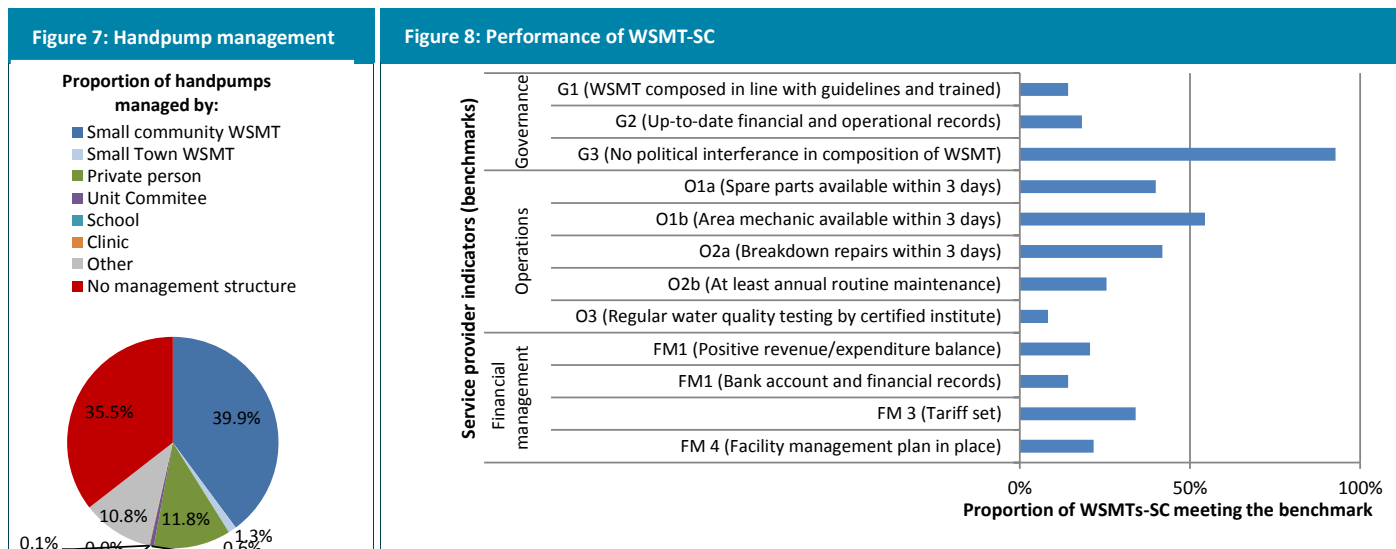 Figure 7: Handpump management
Proportion of handpumps
managed by:
Small community WSMT
Small Town WSMT
Private person
Unit Commitee
School
Clinic
Other
No management structure
35.5%
39.9%
10.8%
11.8%
1.3%
0.1%
0.0%
0.6%
Figure 8: Performance of WSMT-SC
Service provider indicators (benchmarks)
Governance
G1 (WSMT composed in line with guidelines and trained)
G2 (Up-to-date financial and operational records)
G3 (No political interferance in composition of WSMT)
Operations
O1a (Spare parts available within 3 days)
O1b (Area mechanic available within 3 days)
O2a (Breakdown repairs within 3 days)
O2b (At least annual routine maintenance)
O3 (Regular water quality testing by certified institute)
Financial
management
FM1 (Positive revenue/expenditure balance)
FM1 (Bank account and financial records)
FM 3 (Tariff set)
FM 4 (Facility management plan in place)
0%
50%
100%
Proportion of WSMTs-SC meeting the benchmark